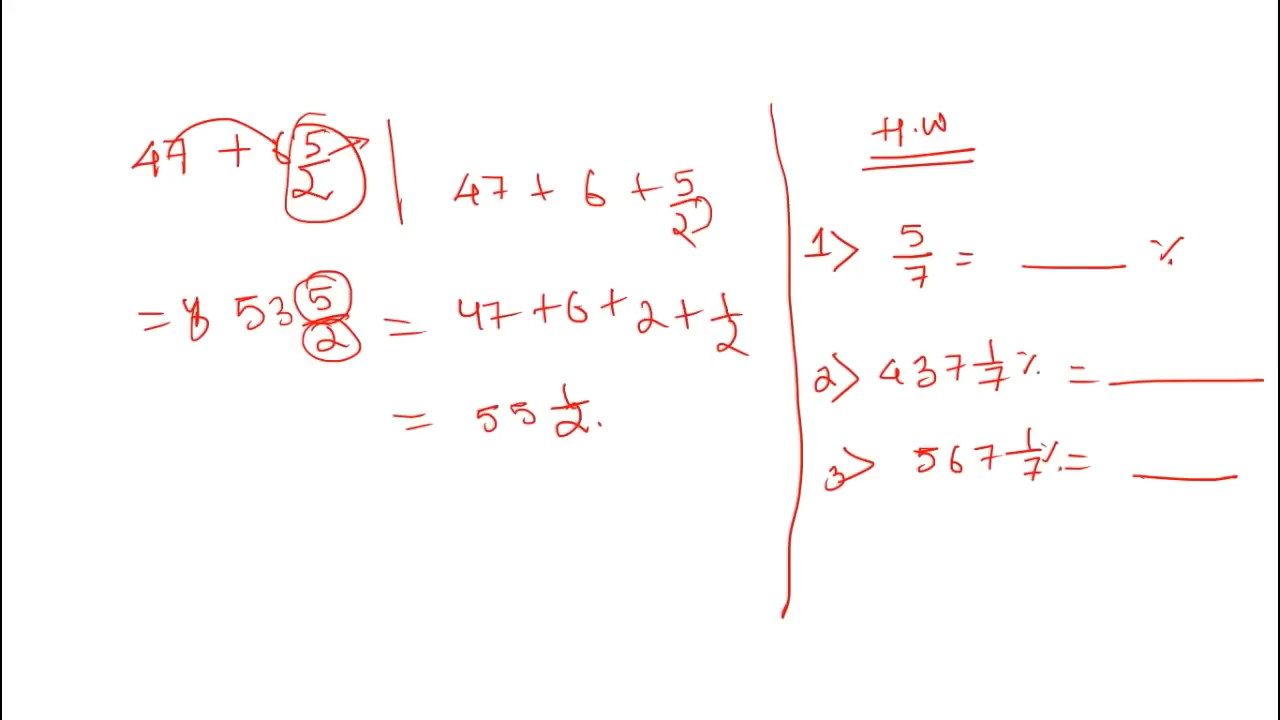 47 + 6 5/2
47 + 6 + 5/2
= 53 5/2 = 47 + 6 + 2 + 1/2
= 55 1/2.
H.W
1> 5/7 = ____ %
2> 437 1/7 % = ____
3> 567 1/7 % = ____